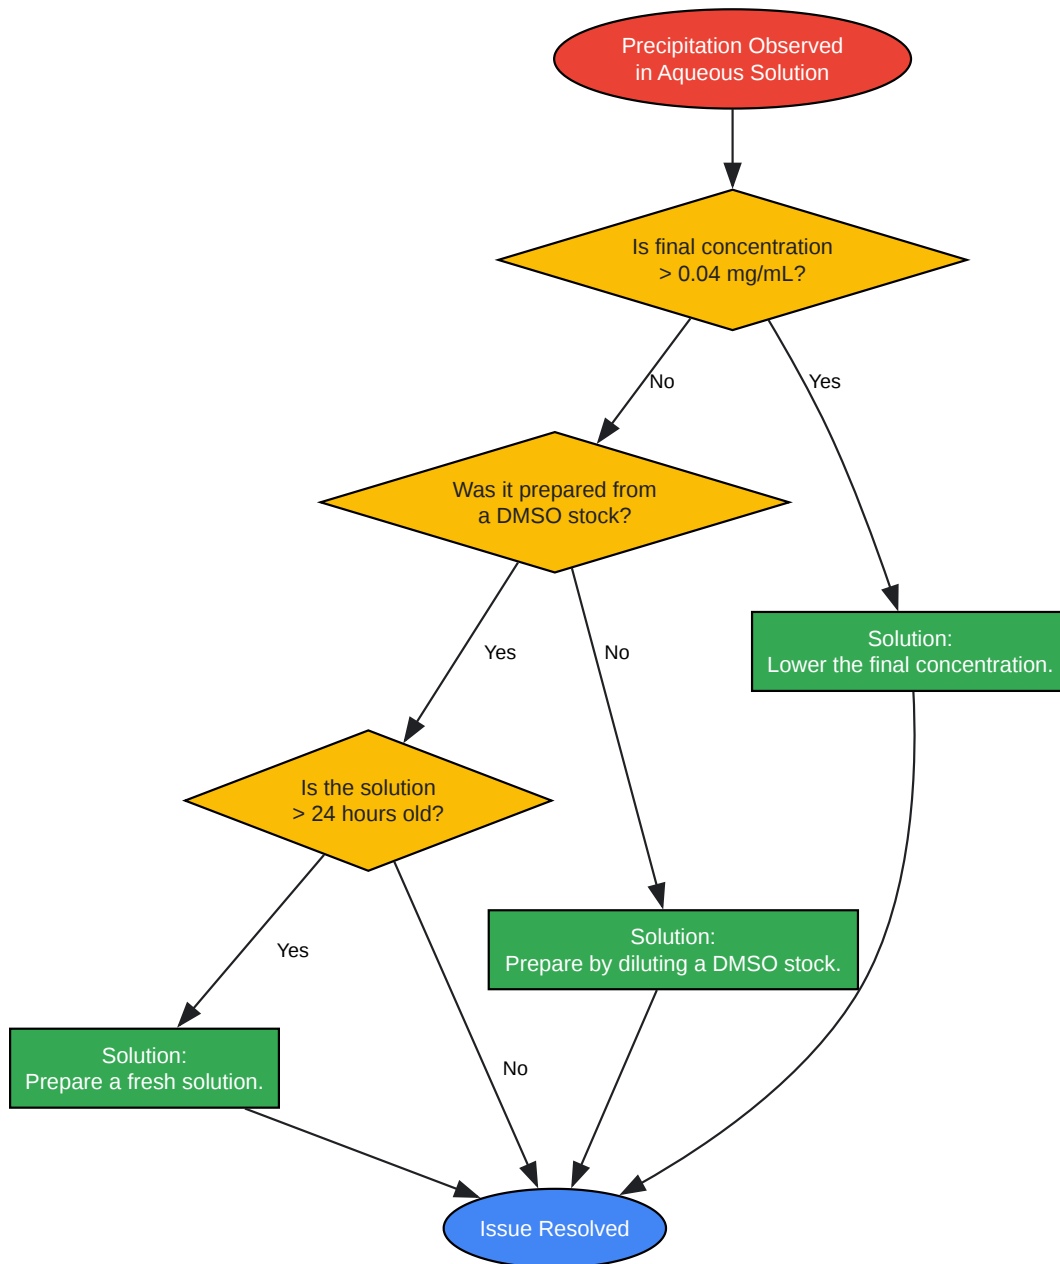 Precipitation Observed
in Aqueous Solution
Is final concentration
> 0.04 mg/mL?
No
Yes
Was it prepared from
a DMSO stock?
Yes
No
Solution:
Lower the final concentration.
Is the solution
> 24 hours old?
Yes
No
Solution:
Prepare by diluting a DMSO stock.
Solution:
Prepare a fresh solution.
Issue Resolved